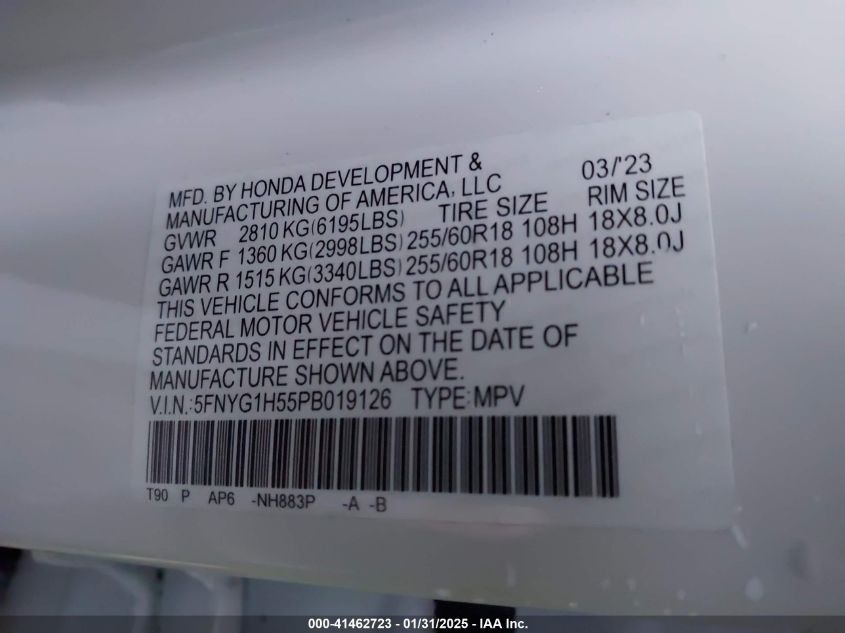 MFD. BY HONDA DEVELOPMENT & 03/'23
MANUFACTURING OF AMERICA, LLC
GVWR 2810 KG(6195LBS) TIRE SIZE RIM SIZE
GAWR F 1360 KG(2998LBS) 255/60R18 108H 18X8.0J
GAWR R 1515 KG(3340LBS) 255/60R18 108H 18X8.0J
THIS VEHICLE CONFORMS TO ALL APPLICABLE
FEDERAL MOTOR VEHICLE SAFETY
STANDARDS IN EFFECT ON THE DATE OF
MANUFACTURE SHOWN ABOVE.
V.I.N.:5FNYG1H55PB019126 TYPE:MPV
T90 P AP6 -NH883P -A -B
000-41462723 - 01/31/2025 - IAA Inc.